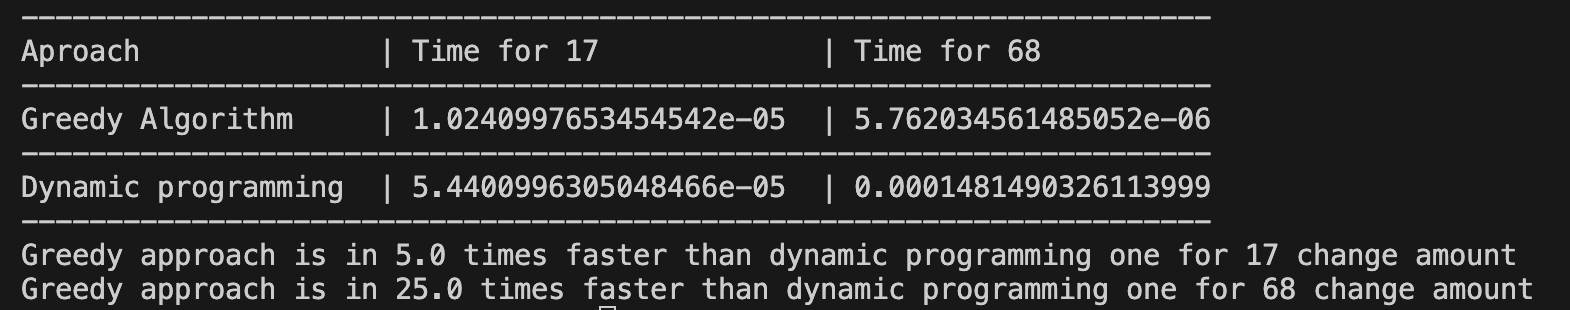 ----------------------------------------------------------------------
Aproach              | Time for 17             | Time for 68
----------------------------------------------------------------------
Greedy Algorithm     | 1.0240997653454542e-05  | 5.762034561485052e-06
----------------------------------------------------------------------
Dynamic programming  | 5.4400996305048466e-05  | 0.0001481490326113999
----------------------------------------------------------------------
Greedy approach is in 5.0 times faster than dynamic programming one for 17 change amount
Greedy approach is in 25.0 times faster than dynamic programming one for 68 change amount